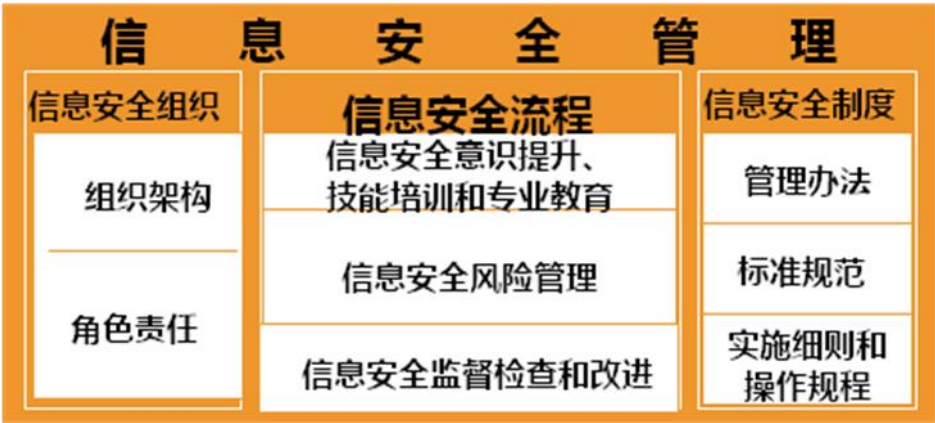 信息安全管理
信息安全组织
组织架构
角色责任
信息安全流程
信息安全意识提升、
技能培训和专业教育
信息安全风险管理
信息安全监督检查和改进
信息安全制度
管理办法
标准规范
实施细则和
操作规程